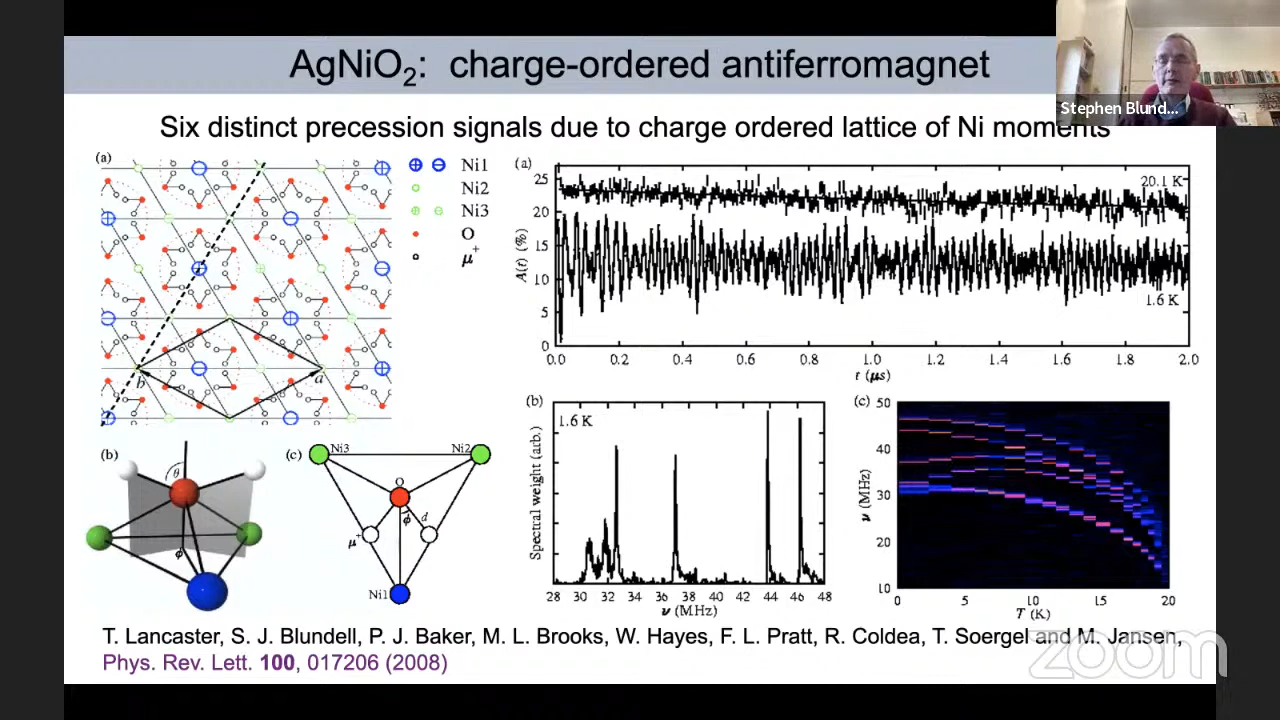 AgNiO₂: charge-ordered antiferromagnet
Stephen Blund...
Six distinct precession signals due to charge ordered lattice of Ni moments
(a)
Ni1
Ni2
Ni3
O
μ⁺
b
a
(b)
θ
ϕ
(c)
Ni3
Ni2
O
ϕ
d
μ⁺
Ni1
(a)
25
20
15
10
5
0
A(t) (%)
20.1 K
1.6 K
0.0 0.2 0.4 0.6 0.8 1.0 1.2 1.4 1.6 1.8 2.0
t (μs)
(b)
1.6 K
Spectral weight (arb.)
28 30 32 34 36 38 40 42 44 46 48
ν (MHz)
(c)
50
40
30
20
10
ν (MHz)
0 5 10 15 20
T (K)
T. Lancaster, S. J. Blundell, P. J. Baker, M. L. Brooks, W. Hayes, F. L. Pratt, R. Coldea, T. Soergel and M. Jansen,
Phys. Rev. Lett. 100, 017206 (2008)
zoom